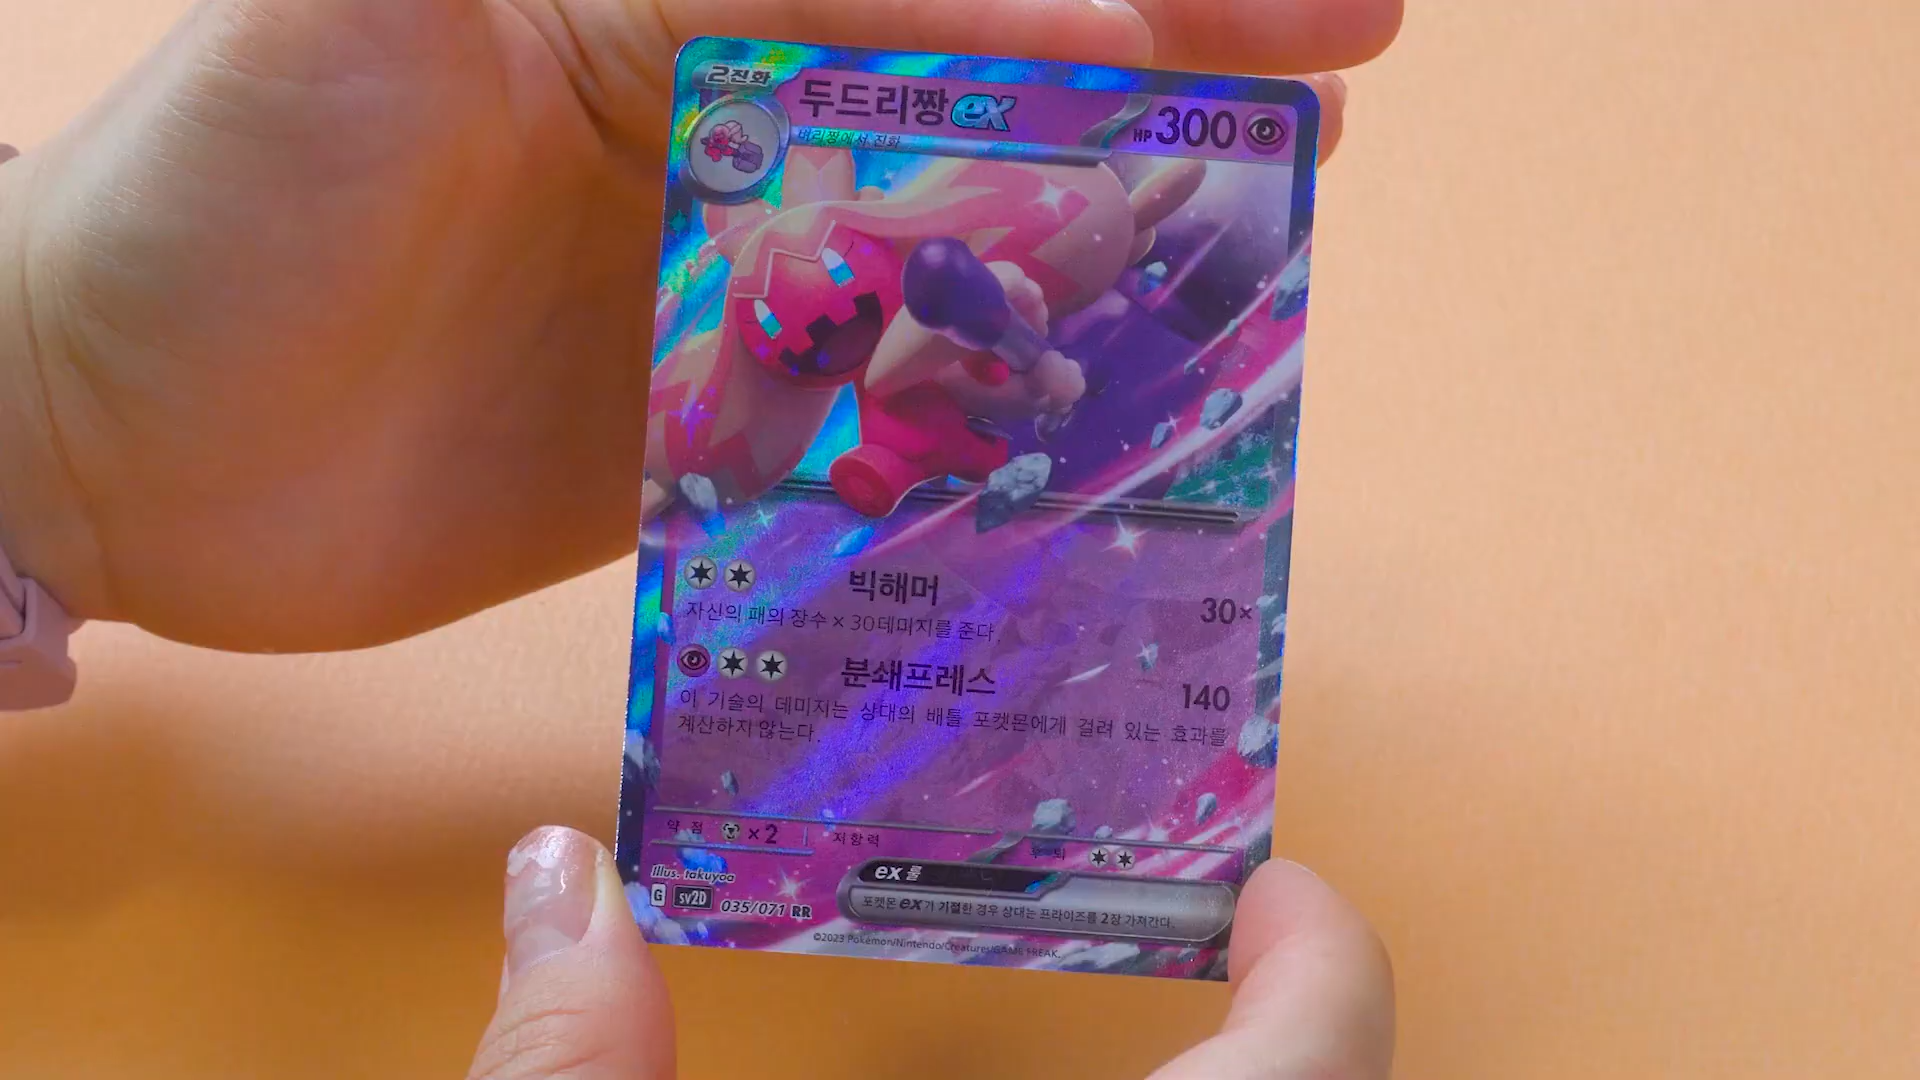 2진화
두드리짱 ex
벼리짱에서 진화
HP 300
빅해머
30×
자신의 패의 장수 × 30데미지를 준다.
분쇄프레스
140
이 기술의 데미지는 상대의 배틀 포켓몬에게 걸려 있는 효과를
계산하지 않는다.
약점 ×2 저항력 후퇴
Illus. takuyoa
G sv2D 035/071 RR
ex 룰
포켓몬 ex가 기절한 경우 상대는 프라이즈를 2장 가져간다.
©2023 Pokémon/Nintendo/Creatures/GAME FREAK.